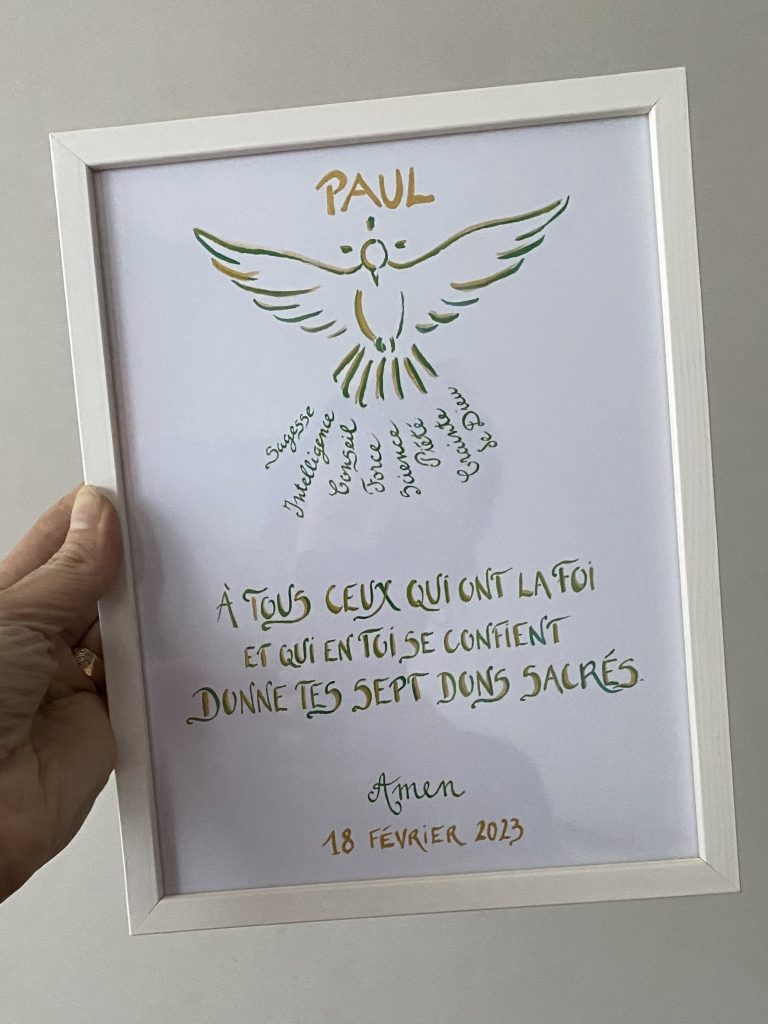 PAUL
Sagesse
Intelligence
Conseil
Force
Science
Piété
Crainte
de Dieu
À TOUS CEUX QUI ONT LA FOI
ET QUI EN TOI SE CONFIENT
DONNE TES SEPT DONS SACRÉS.
Amen
18 FÉVRIER 2023